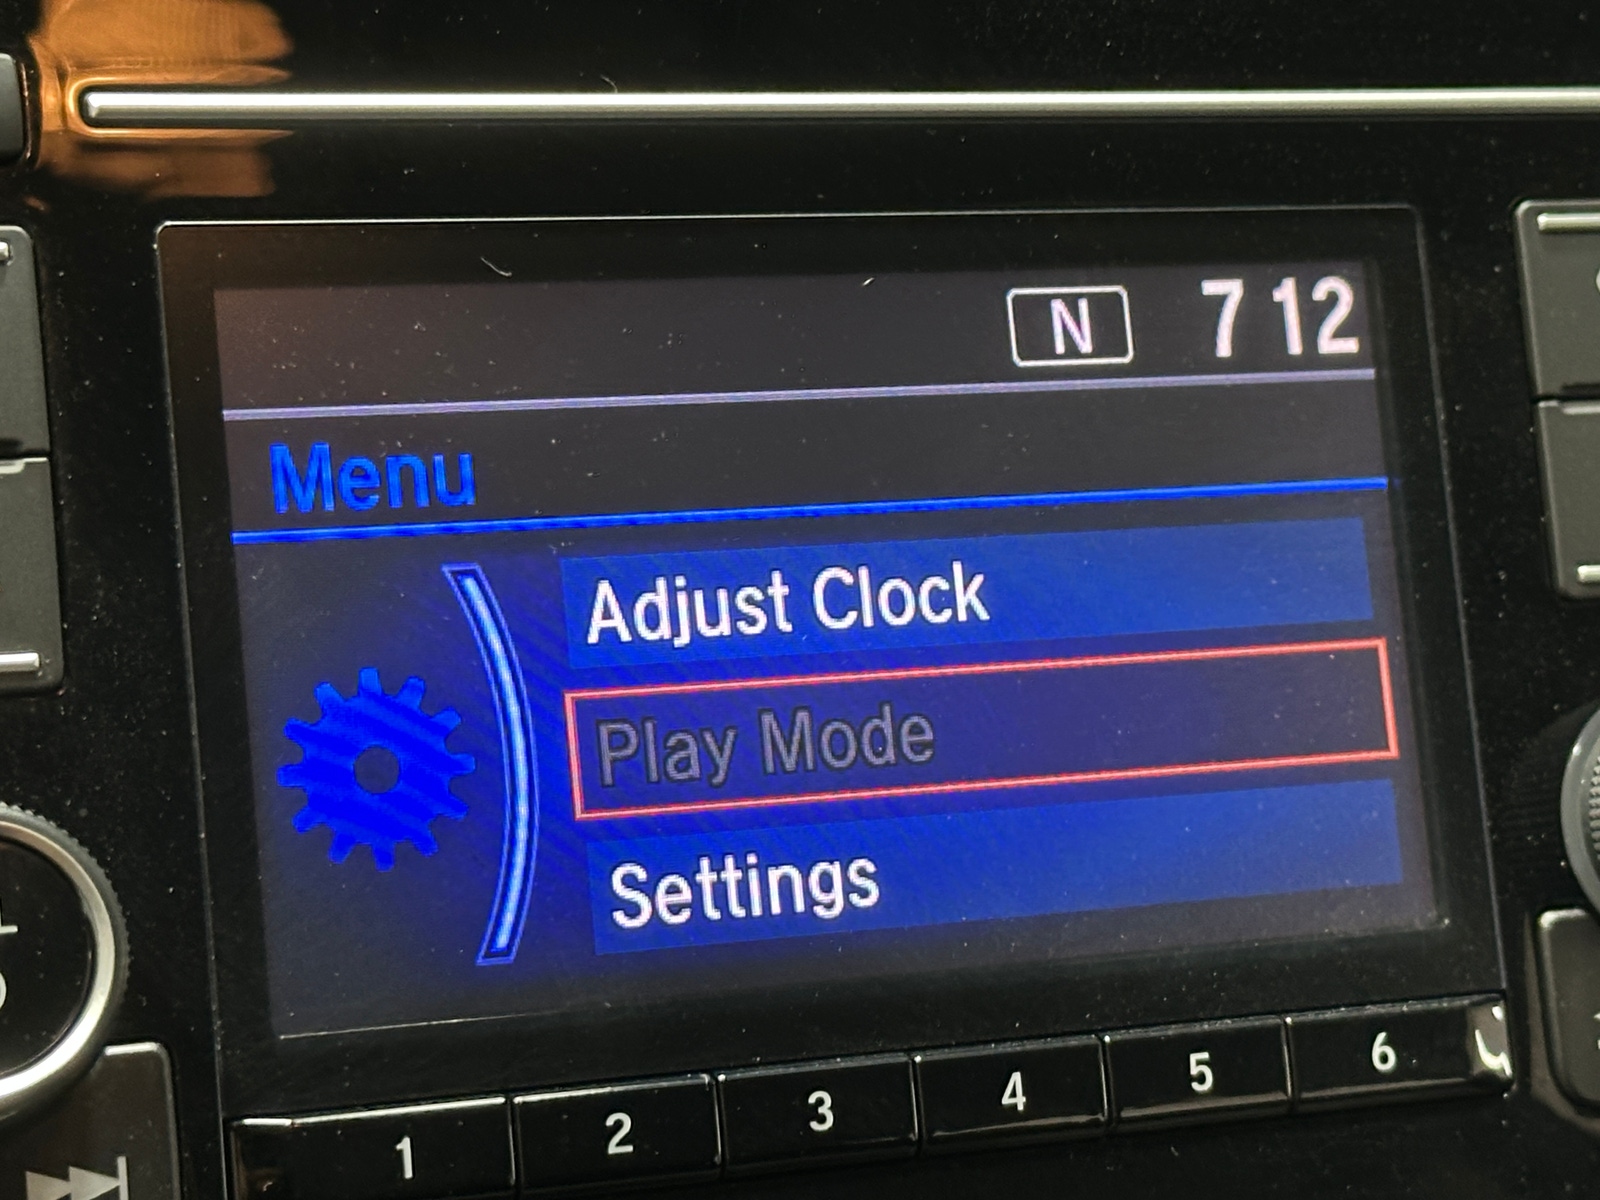 N 7 12
Menu
Adjust Clock
Play Mode
Settings
1 2 3 4 5 6